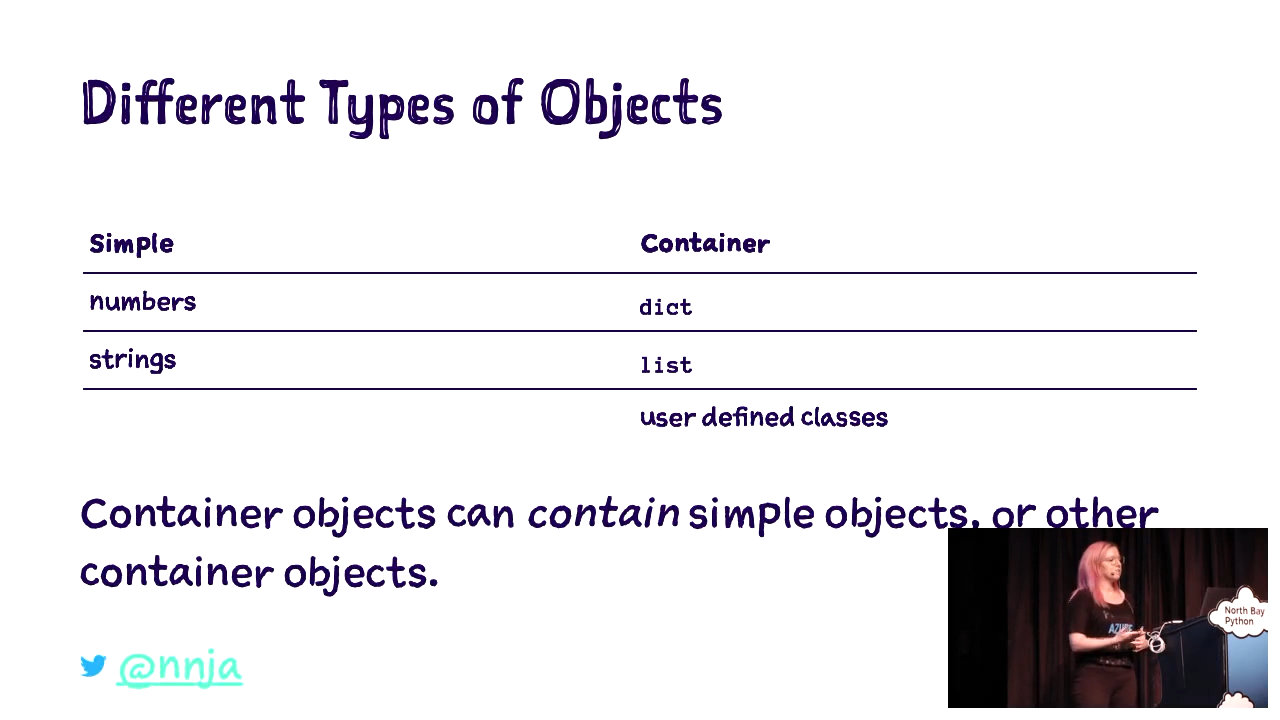 Different Types of Objects
Simple Container
numbers dict
strings list
user defined classes
Container objects can contain simple objects, or other
container objects.
@nnja
AZURE
North Bay
Python